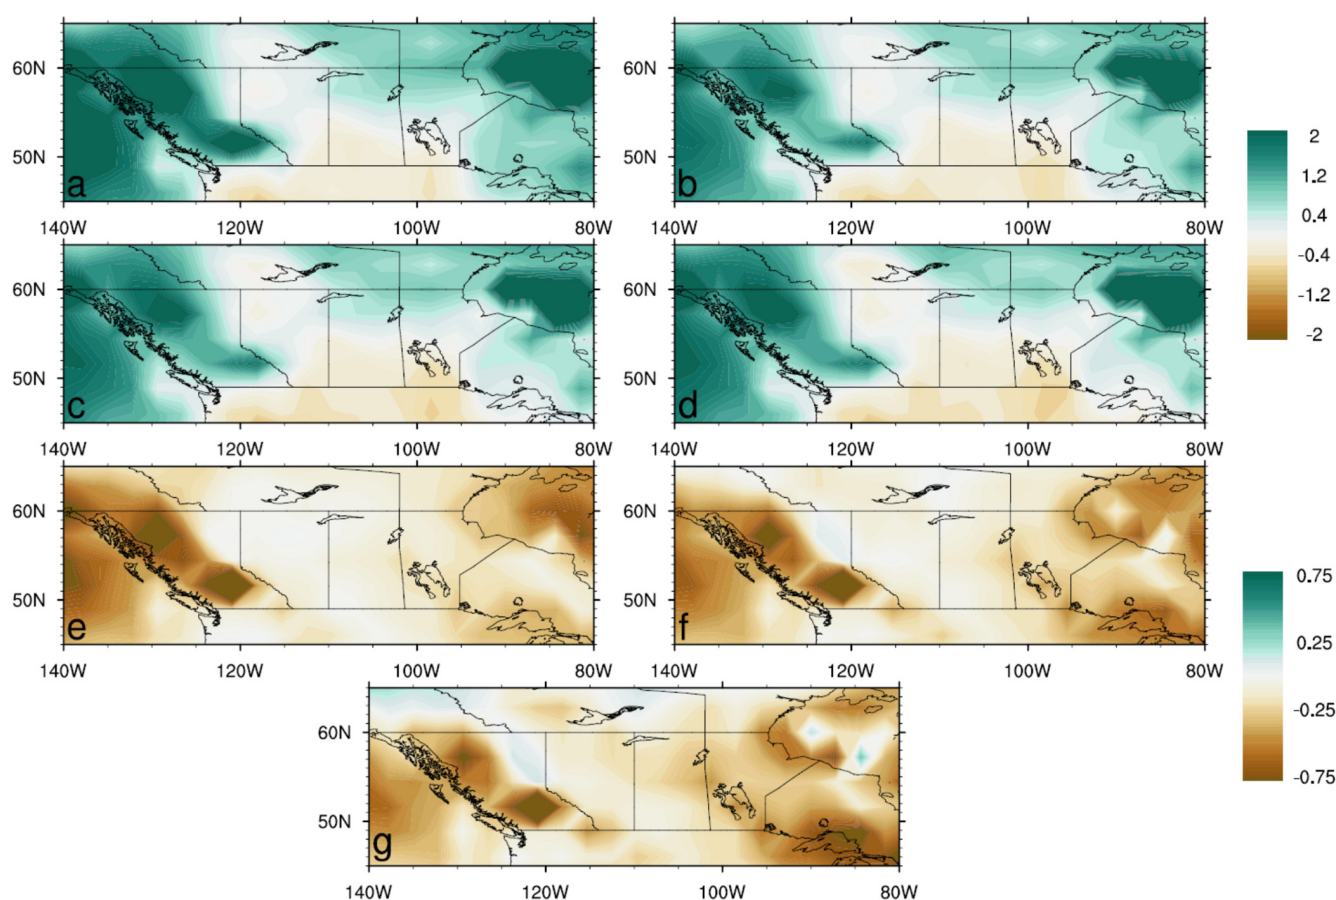 60N 50N a 140W 120W 100W 80W
60N 50N b 140W 120W 100W 80W
2 1.2 0.4 -0.4 -1.2 -2
60N 50N c 140W 120W 100W 80W
60N 50N d 140W 120W 100W 80W
60N 50N e 140W 120W 100W 80W
60N 50N f 140W 120W 100W 80W
0.75 0.25 -0.25 -0.75
60N 50N g 140W 120W 100W 80W